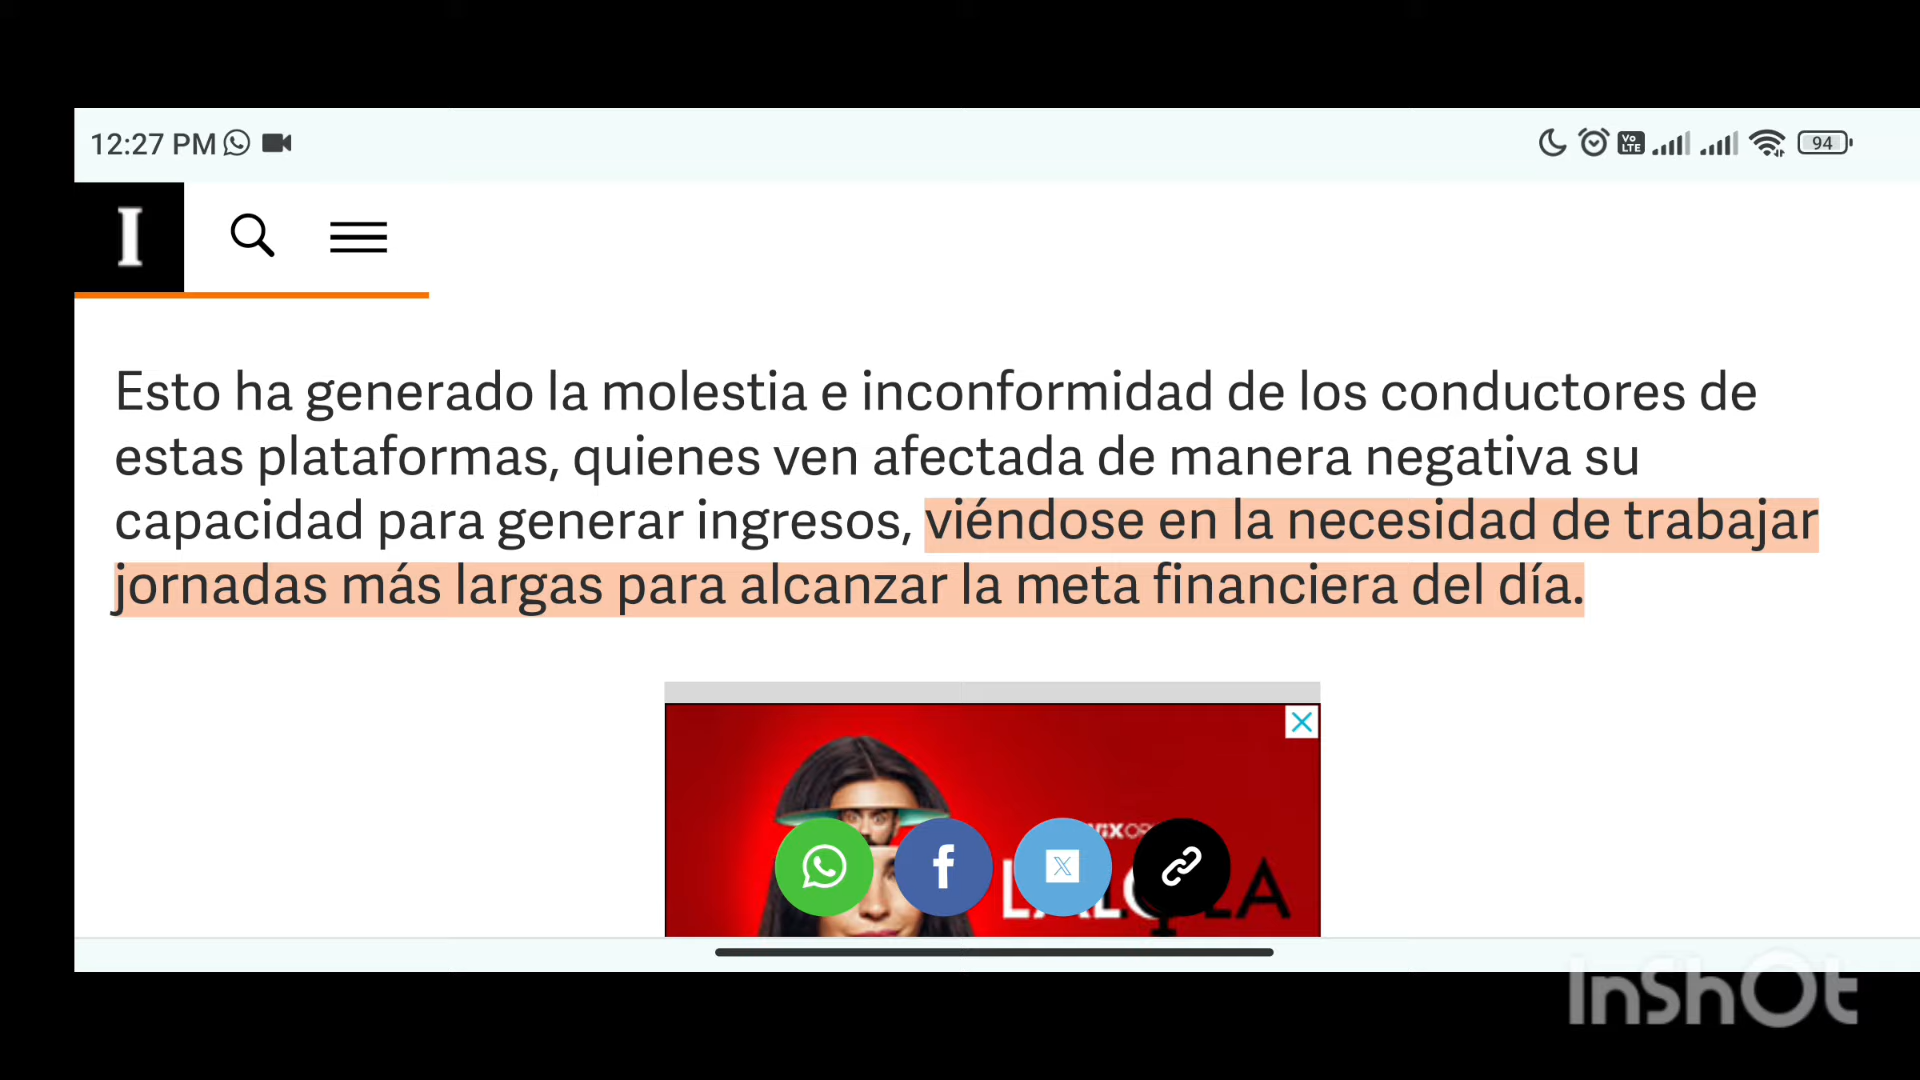 12:27 PM
Vo LTE
94
I
Esto ha generado la molestia e inconformidad de los conductores de
estas plataformas, quienes ven afectada de manera negativa su
capacidad para generar ingresos, viéndose en la necesidad de trabajar
jornadas más largas para alcanzar la meta financiera del día.
InShOt